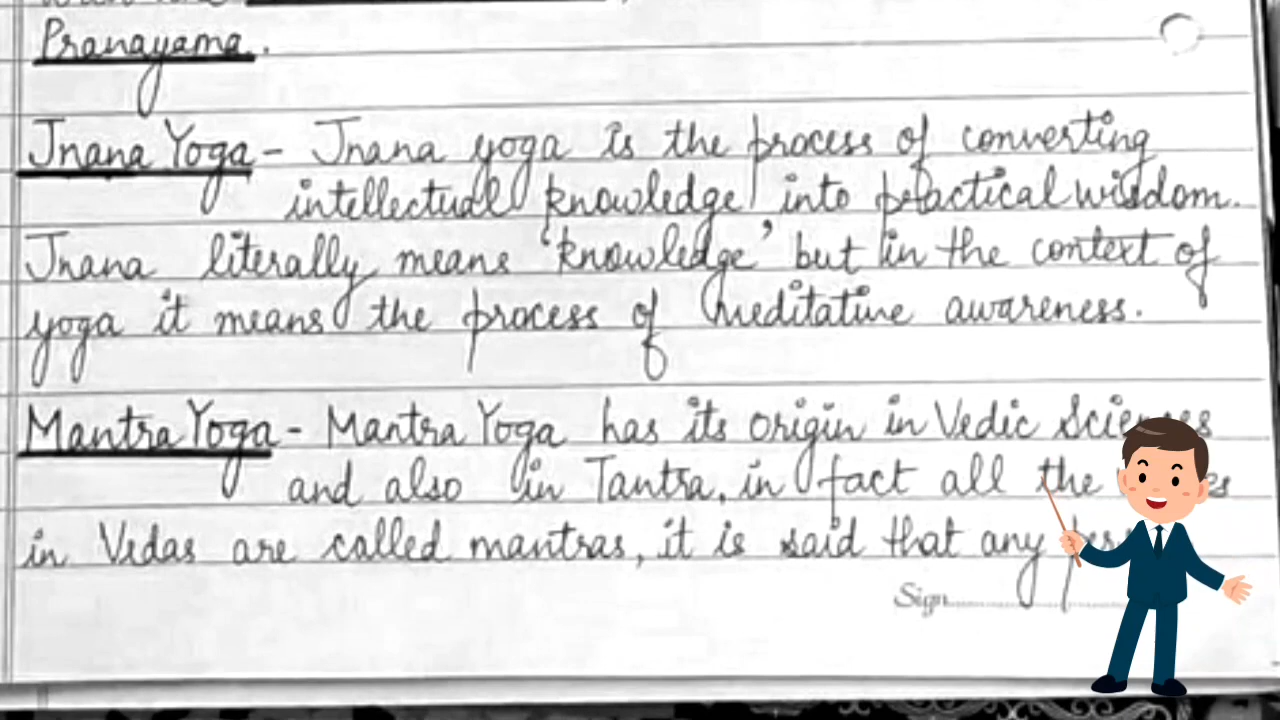 Pranayama.
Jnana Yoga - Jnana yoga is the process of converting
intellectual knowledge into practical wisdom.
Jnana literally means 'knowledge' but in the context of
yoga it means the process of meditative awareness.
Mantra Yoga - Mantra Yoga has its origin in Vedic Sciences
and also in Tantra, in fact all the
in Vedas are called mantras, it is said that any
Sign